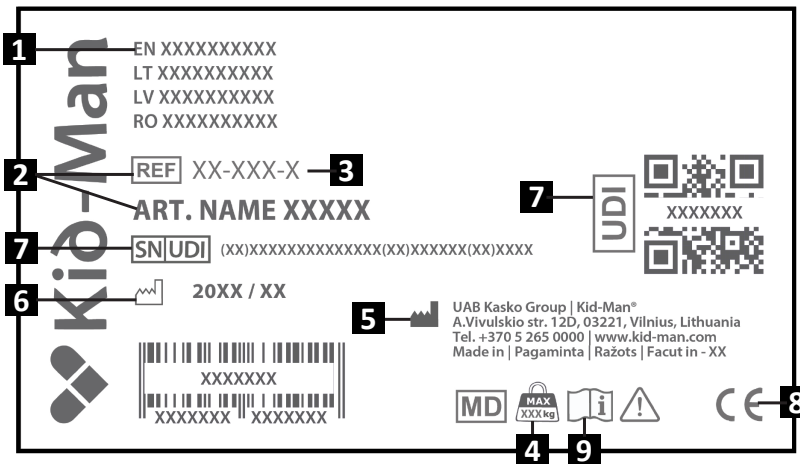 1
EN XXXXXXXXXX
LT XXXXXXXXXX
LV XXXXXXXXXX
RO XXXXXXXXXX
Kið-Man
2
REF XX-XXX-X
3
ART. NAME XXXXX
7
SN UDI (XX)XXXXXXXXXXXXXX(XX)XXXXXX(XX)XXXX
6
20XX / XX
7
UDI
XXXXXXX
5
UAB Kasko Group | Kid-Man®
A.Vivulskio str. 12D, 03221, Vilnius, Lithuania
Tel. +370 5 265 0000 | www.kid-man.com
Made in | Pagaminta | Ražots | Facut in - XX
XXXXXXX
XXXXXXX XXXXXXX
MD
MAX
XXX kg
i
!
CE
8
4
9